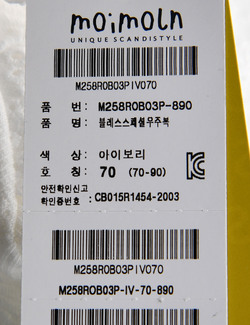 moimoln
UNIQUE SCANDISTYLE
M258R0B03PIV070
품 번: M258R0B03P-890
품 명: 블레스스페셜우주복
색 상: 아이보리
호 칭: 70 (70-90)
안전확인신고
확인증번호 : CB015R1454-2003
M258R0B03PIV070
M258R0B03P-IV-70-890